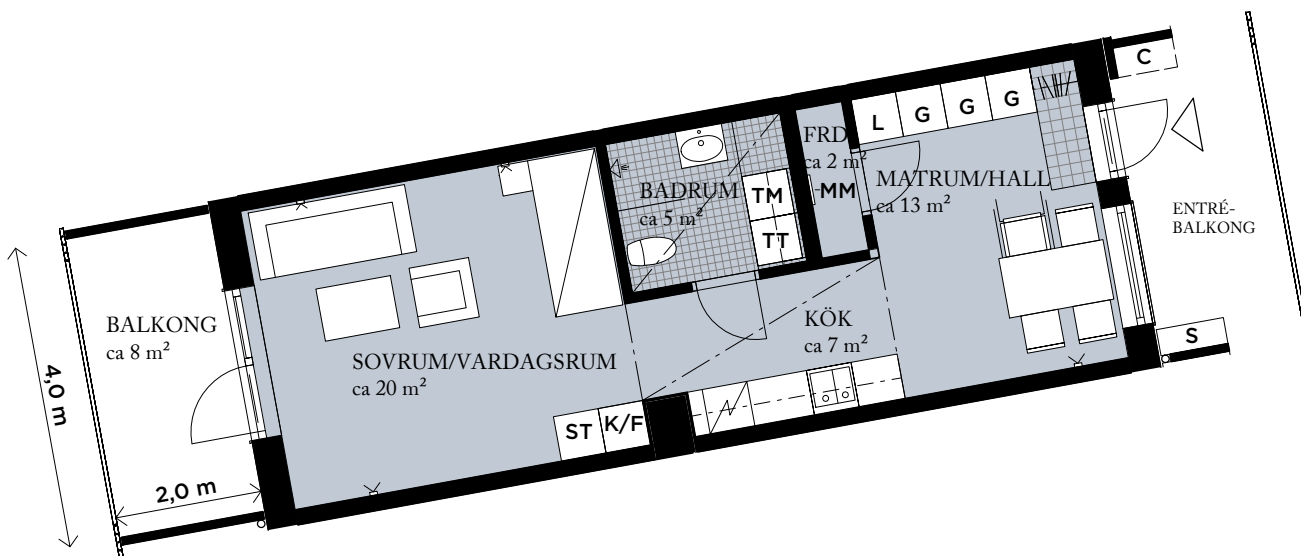 C
FRD
ca 2 m²
L
G
G
G
BADRUM
ca 5 m²
TM
TT
MM
MATRUM/HALL
ca 13 m²
ENTRÉ-
BALKONG
BALKONG
ca 8 m²
SOVRUM/VARDAGSRUM
ca 20 m²
KÖK
ca 7 m²
S
4,0 m
ST
K/F
2,0 m